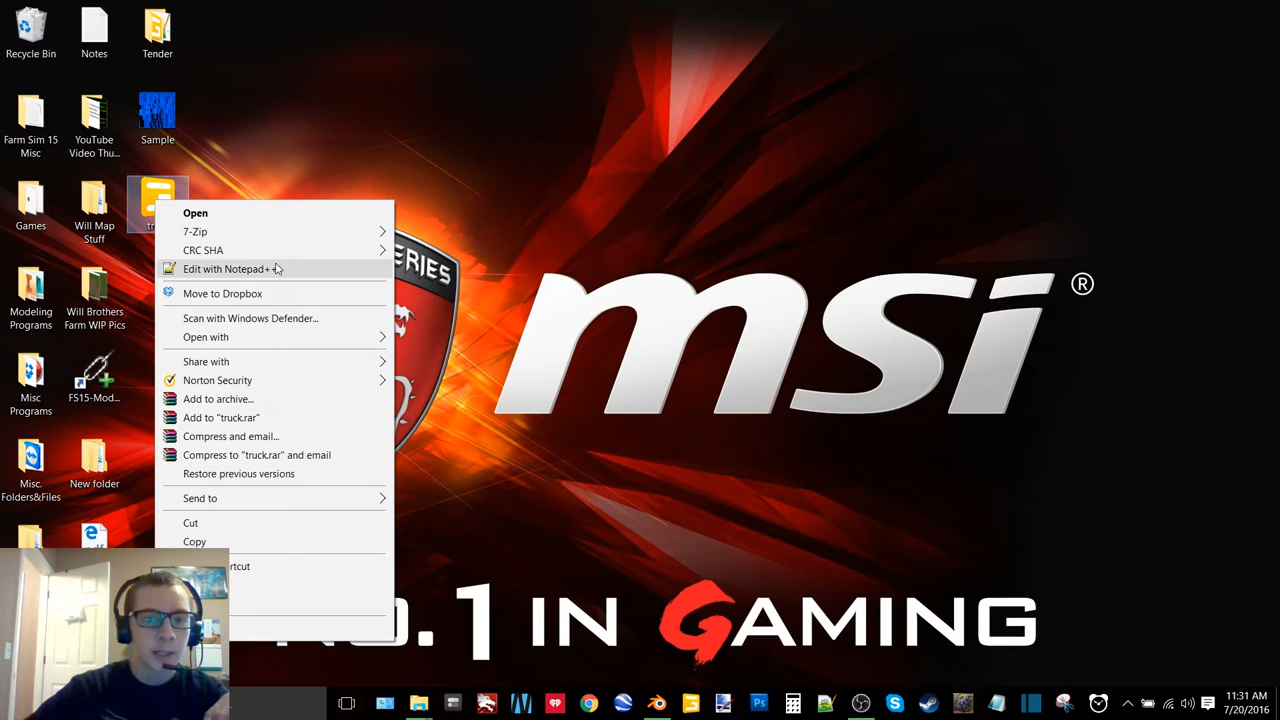 Recycle Bin
Notes
Tender
Farm Sim 15
Misc
YouTube
Video Thu...
Sample
Games
Will Map
Stuff
Modeling
Programs
Will Brothers
Farm WIP Pics
Misc
Programs
FS15-Mod...
Misc.
Folders&Files
New folder
pdf
Open
7-Zip
CRC SHA
Edit with Notepad++
Move to Dropbox
Scan with Windows Defender...
Open with
Share with
Norton Security
Add to archive...
Add to "truck.rar"
Compress and email...
Compress to "truck.rar" and email
Restore previous versions
Send to
Cut
Copy
ERIES
msi®
NO.1 IN GAMING
Ps
11:31 AM
7/20/2016